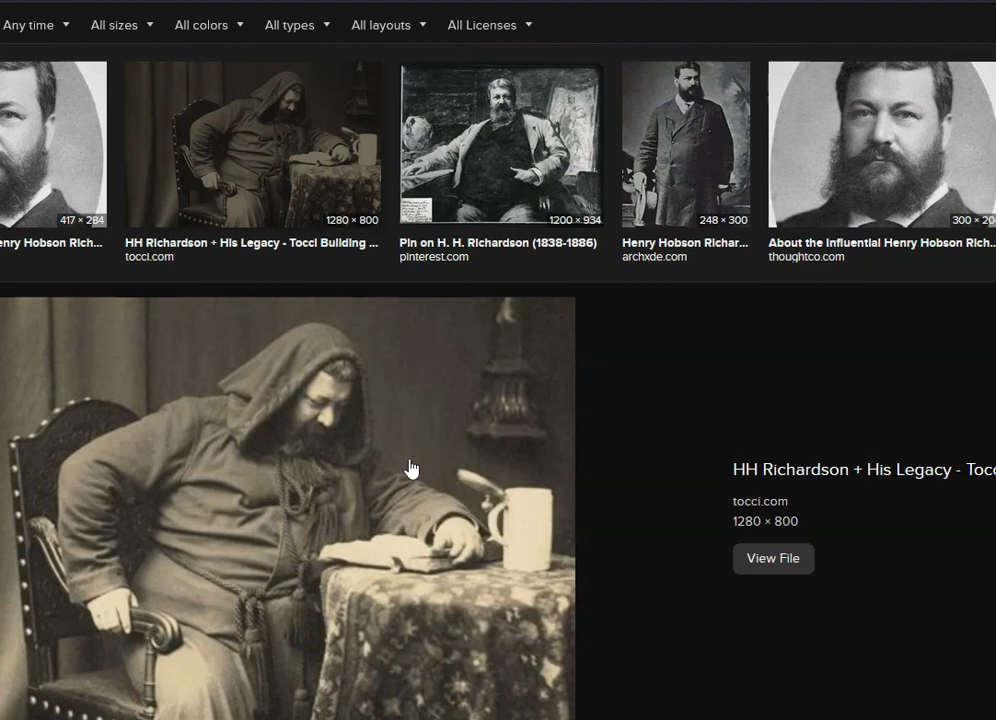 Any time All sizes All colors All types All layouts All Licenses
417 × 284 1280 × 800 1200 × 934 248 × 300 300 × 20
enry Hobson Rich... HH Richardson + His Legacy - Tocci Building ... Pin on H. H. Richardson (1838-1886) Henry Hobson Richar... About the Influential Henry Hobson Rich...
tocci.com pinterest.com archxde.com thoughtco.com
HH Richardson + His Legacy - Tocc
tocci.com
1280 × 800
View File